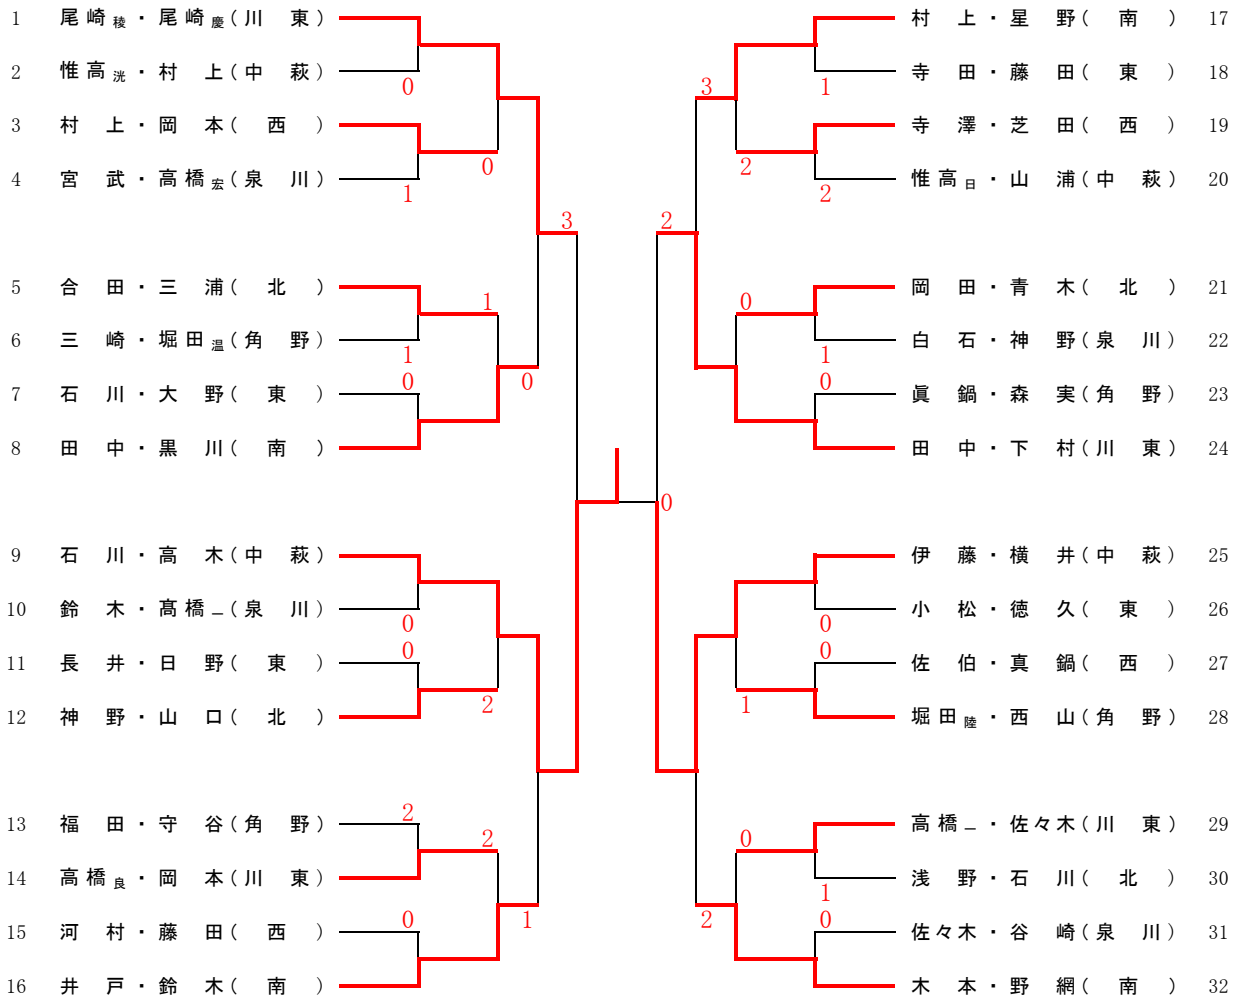 1 尾崎稜・尾崎慶(川 東)
2 惟高洸・村 上(中 萩)
0
3 村 上・岡 本( 西 )
0
4 宮 武・高橋宏(泉 川)
1
3
5 合 田・三 浦( 北 )
1
6 三 崎・堀田温(角 野)
1
7 石 川・大 野( 東 )
0
0
8 田 中・黒 川( 南 )
9 石 川・高 木(中 萩)
10 鈴 木・髙橋_(泉 川)
0
11 長 井・日 野( 東 )
0
12 神 野・山 口( 北 )
2
13 福 田・守 谷(角 野)
2
2
14 高橋良・岡 本(川 東)
15 河 村・藤 田( 西 )
0
1
16 井 戸・鈴 木( 南 )
村 上・星 野( 南 ) 17
3
寺 田・藤 田( 東 ) 18
1
寺 澤・芝 田( 西 ) 19
2
惟高日・山 浦(中 萩) 20
2
2
岡 田・青 木( 北 ) 21
0
白 石・神 野(泉 川) 22
1
眞 鍋・森 実(角 野) 23
0
田 中・下 村(川 東) 24
0
伊 藤・横 井(中 萩) 25
小 松・徳 久( 東 ) 26
0
佐 伯・真 鍋( 西 ) 27
0
堀田陸・西 山(角 野) 28
1
高橋_・佐々木(川 東) 29
0
浅 野・石 川( 北 ) 30
1
佐々木・谷 崎(泉 川) 31
0
2
木 本・野 網( 南 ) 32